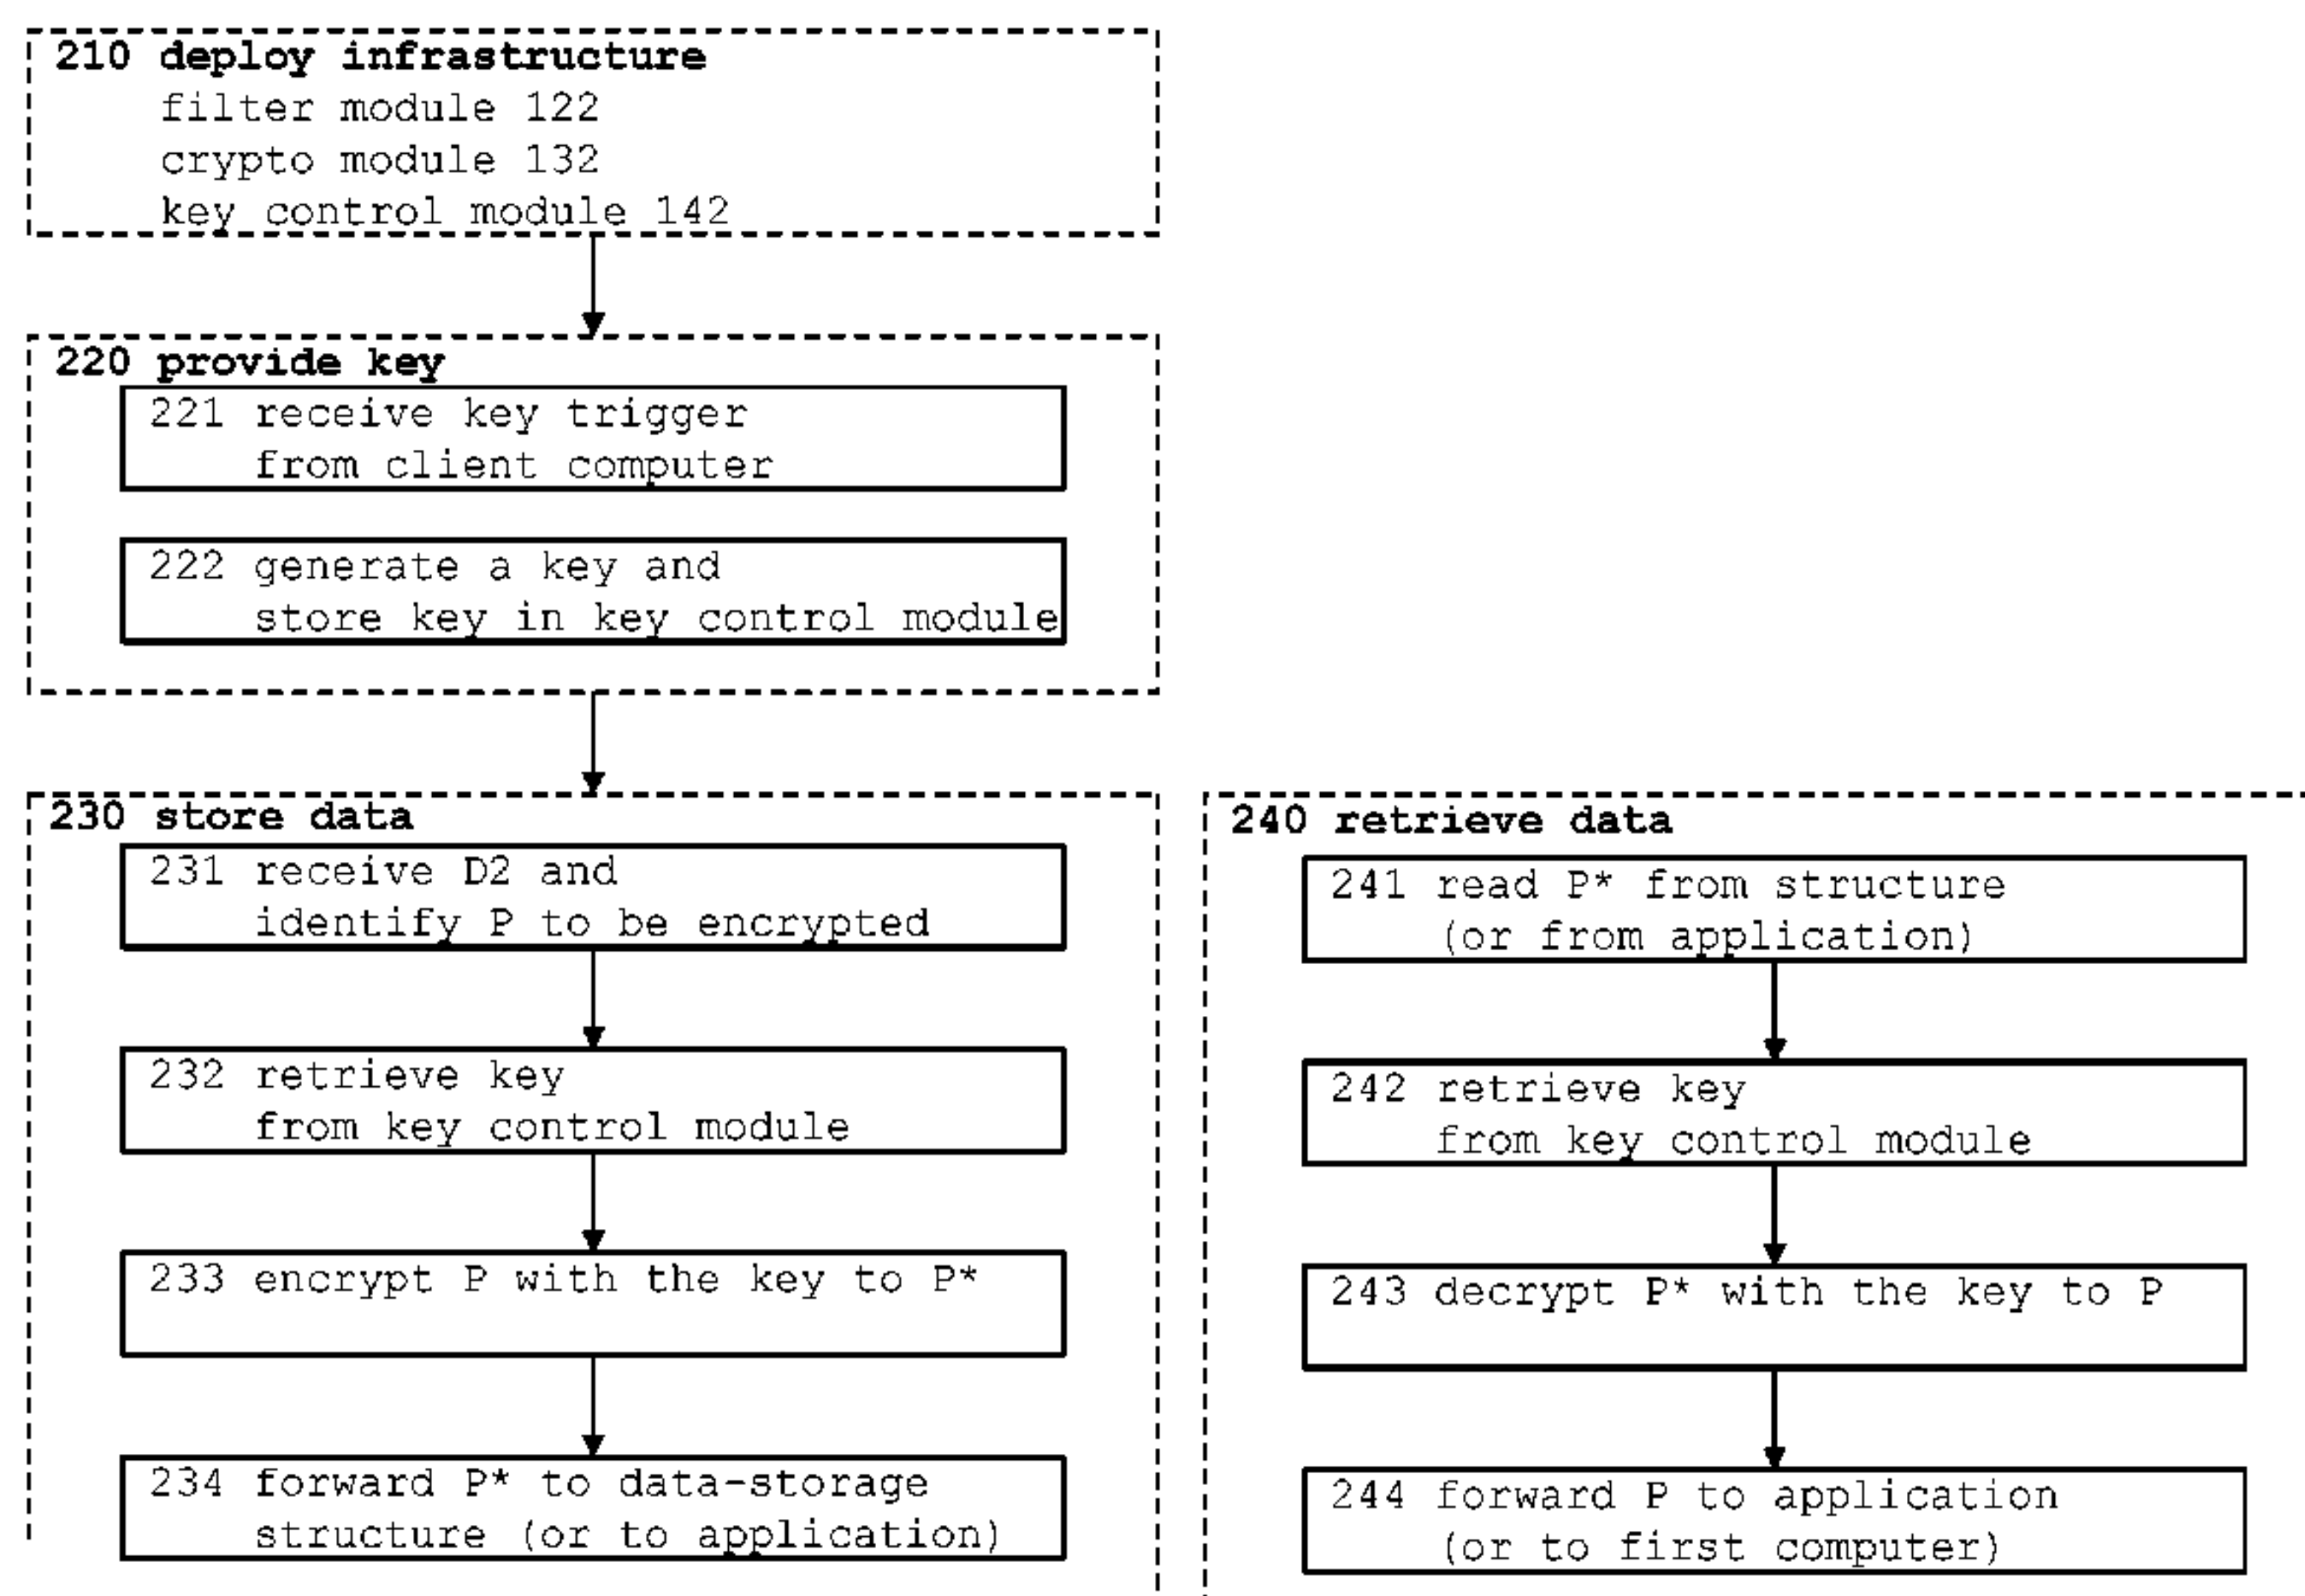 210 deploy infrastructure
filter module 122
crypto module 132
key control module 142
220 provide key
221 receive key trigger
from client computer
222 generate a key and
store key in key control module
230 store data
231 receive D2 and
identify P to be encrypted
232 retrieve key
from key control module
233 encrypt P with the key to P*
234 forward P* to data-storage
structure (or to application)
240 retrieve data
241 read P* from structure
(or from application)
242 retrieve key
from key control module
243 decrypt P* with the key to P
244 forward P to application
(or to first computer)